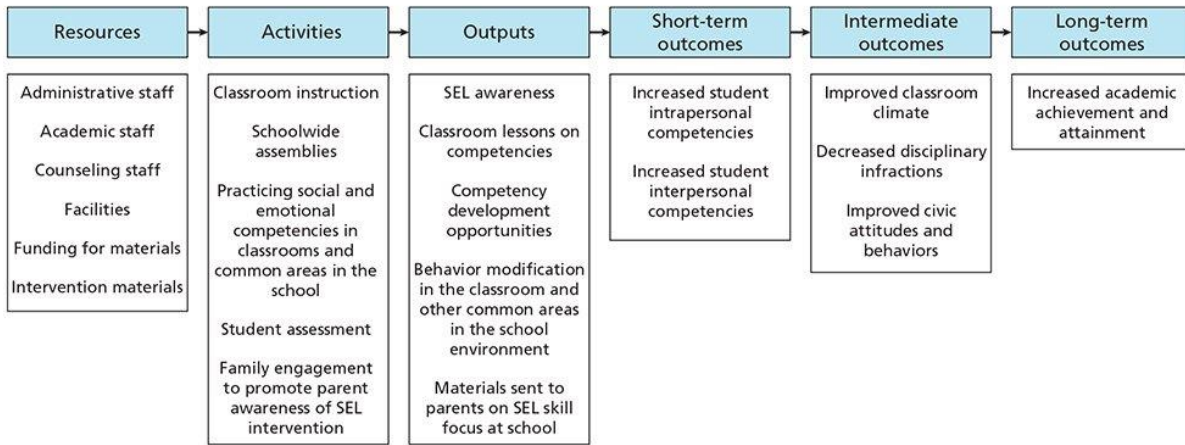 Resources
Activities
Outputs
Short-term
outcomes
Intermediate
outcomes
Long-term
outcomes
Administrative staff
Academic staff
Counseling staff
Facilities
Funding for materials
Intervention materials
Classroom instruction
Schoolwide
assemblies
Practicing social and
emotional
competencies in
classrooms and
common areas in the
school
Student assessment
Family engagement
to promote parent
awareness of SEL
intervention
SEL awareness
Classroom lessons on
competencies
Competency
development
opportunities
Behavior modification
in the classroom and
other common areas
in the school
environment
Materials sent to
parents on SEL skill
focus at school
Increased student
intrapersonal
competencies
Increased student
interpersonal
competencies
Improved classroom
climate
Decreased disciplinary
infractions
Improved civic
attitudes and
behaviors
Increased academic
achievement and
attainment